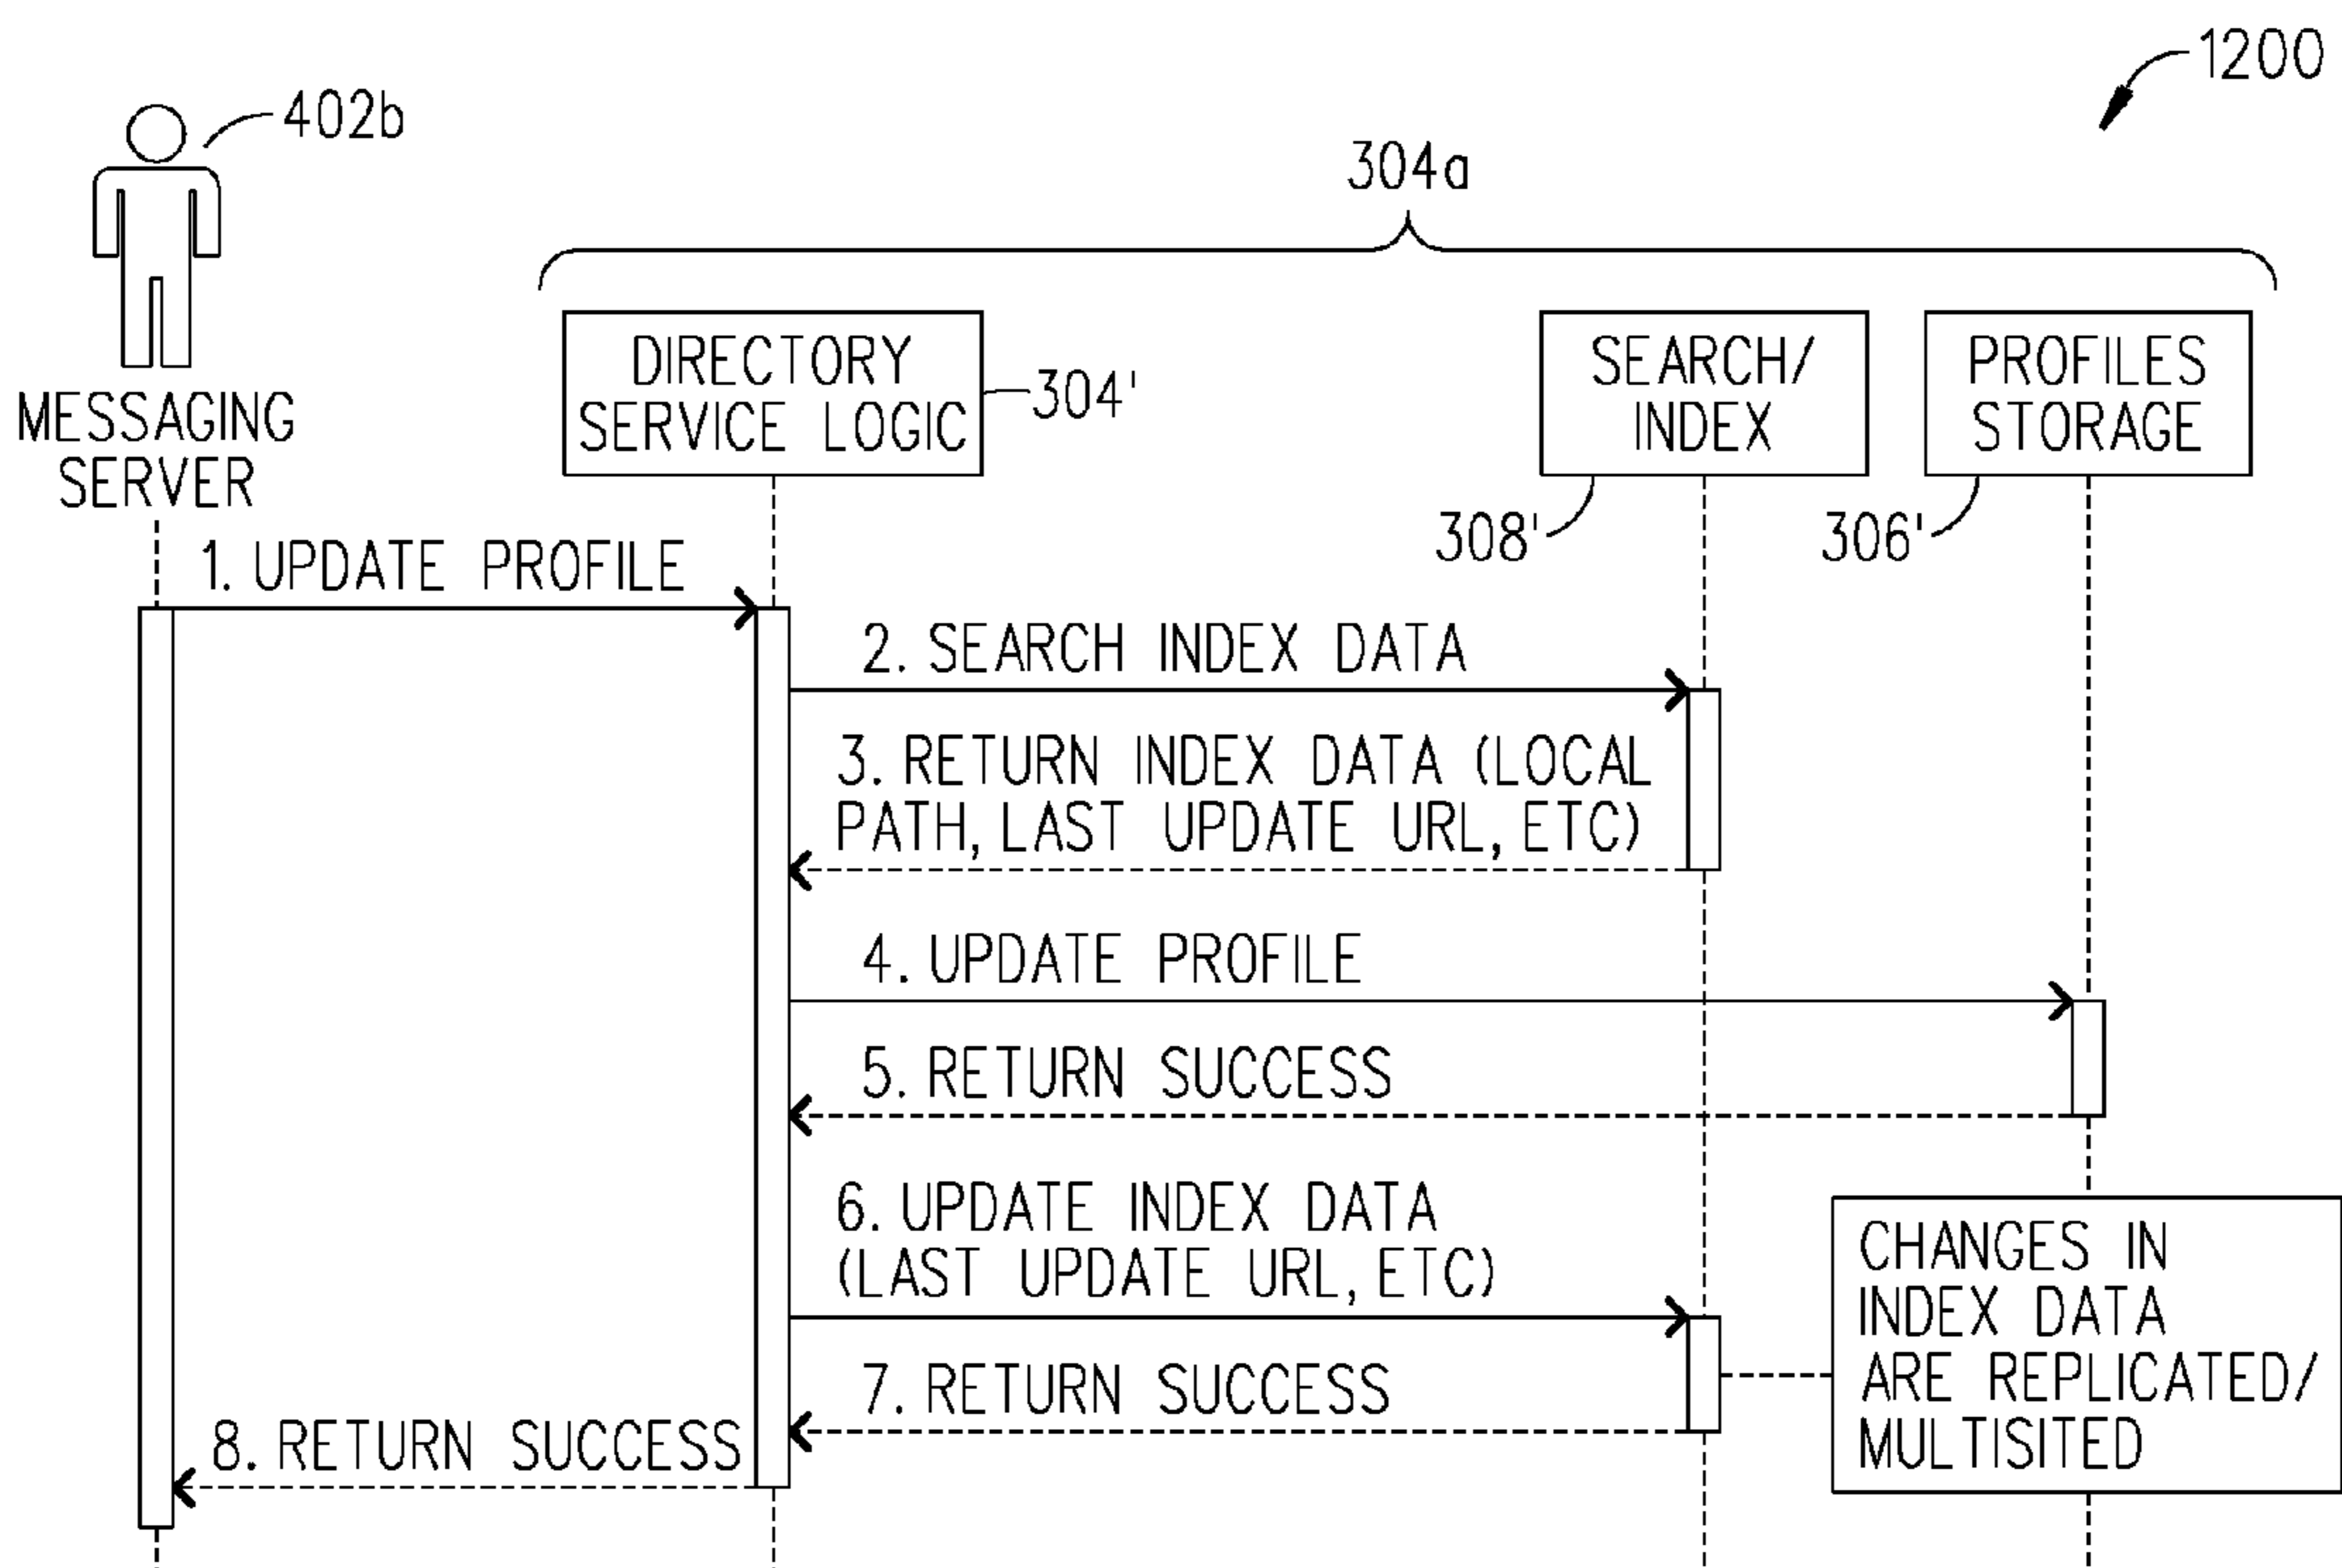 1200
402b
304a
MESSAGING
SERVER
DIRECTORY
SERVICE LOGIC
304'
SEARCH/
INDEX
308'
PROFILES
STORAGE
306'
1. UPDATE PROFILE
2. SEARCH INDEX DATA
3. RETURN INDEX DATA (LOCAL
PATH, LAST UPDATE URL, ETC)
4. UPDATE PROFILE
5. RETURN SUCCESS
6. UPDATE INDEX DATA
(LAST UPDATE URL, ETC)
CHANGES IN
INDEX DATA
ARE REPLICATED/
MULTISITED
7. RETURN SUCCESS
8. RETURN SUCCESS